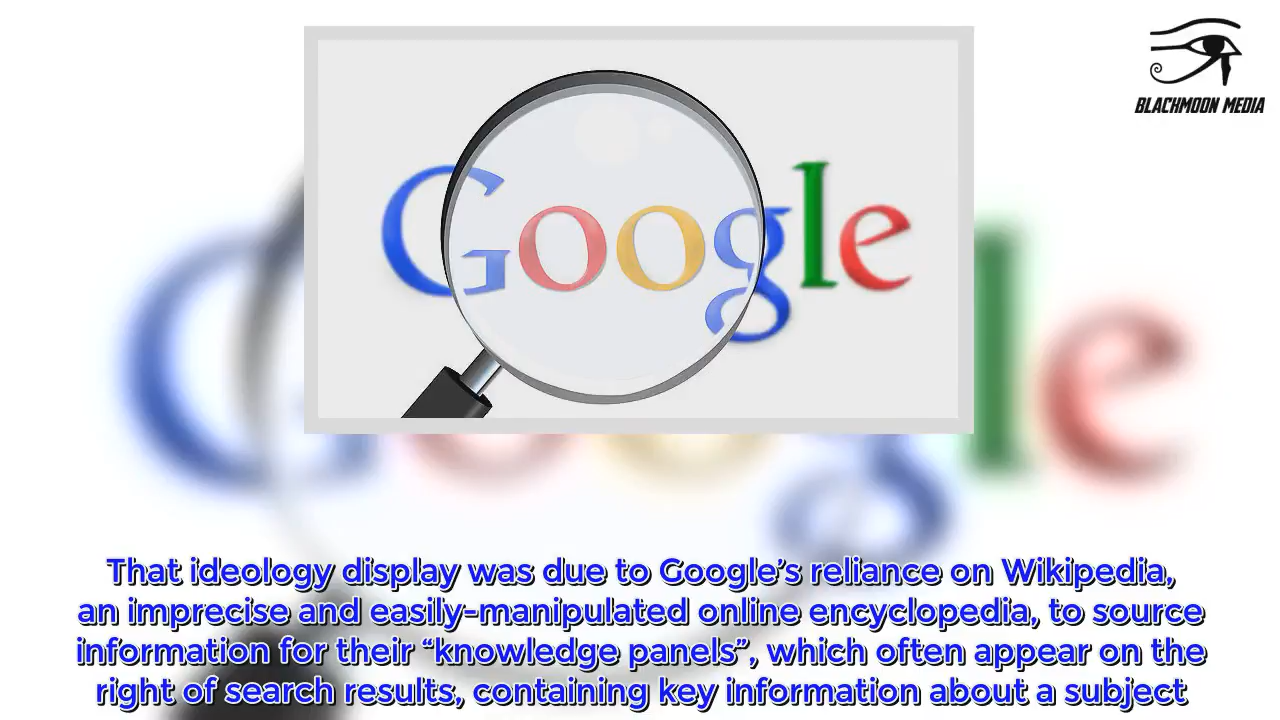 BLACHMOON MEDIA
Google
That ideology display was due to Google’s reliance on Wikipedia,
an imprecise and easily-manipulated online encyclopedia, to source
information for their “knowledge panels”, which often appear on the
right of search results, containing key information about a subject